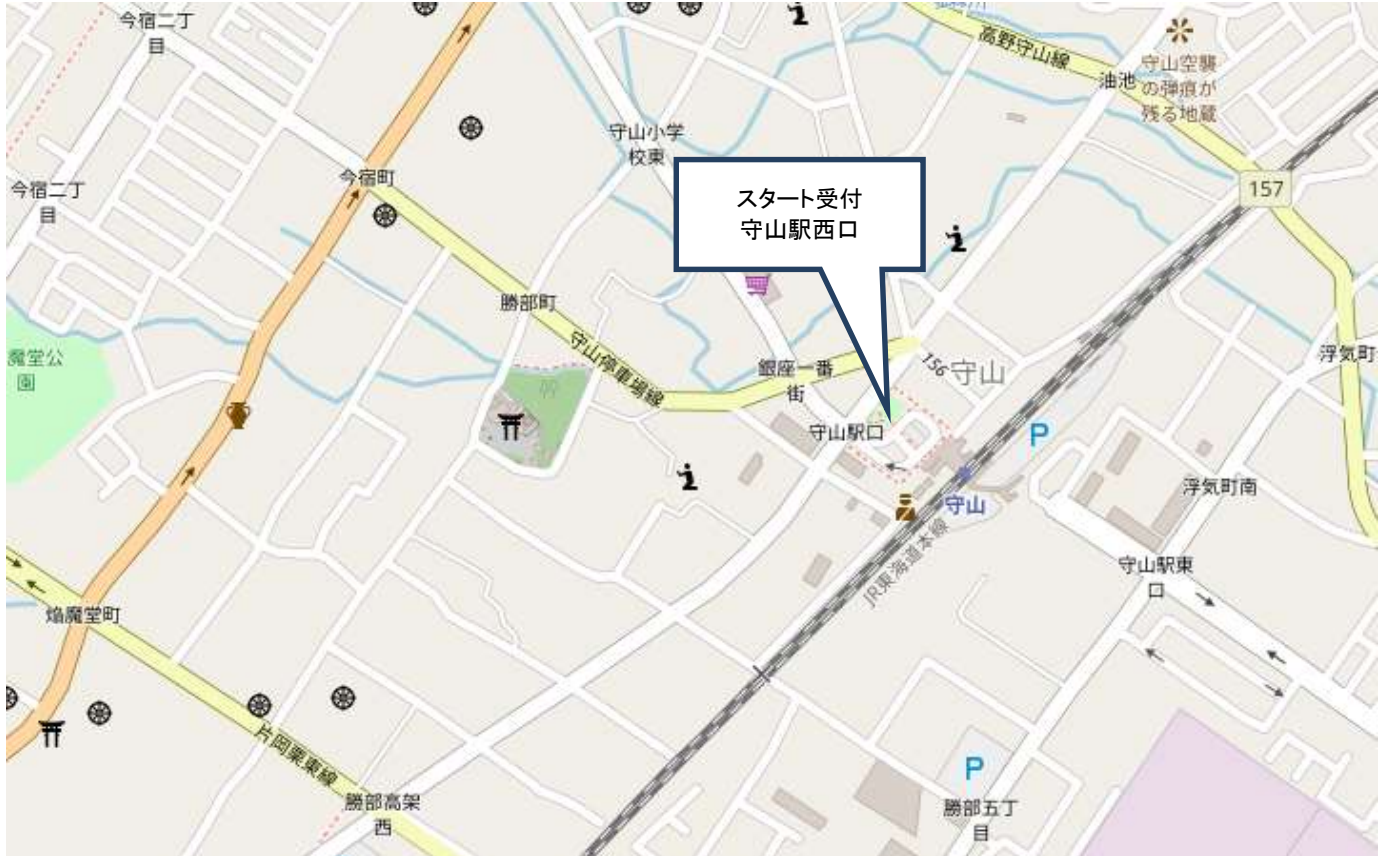 今宿二丁
目
高野守山線
守山空襲
の弾痕が
残る地蔵
油池
守山小学
校東
今宿町
今宿二丁
目
157
スタート受付
守山駅西口
勝部町
守山停車場線
魔堂公
園
銀座一番
街
156
守山
浮気町
守山駅口
P
浮気町南
守山
JR東海道本線
守山駅東
口
焔魔堂町
片岡栗東線
P
勝部高架
西
勝部五丁
目